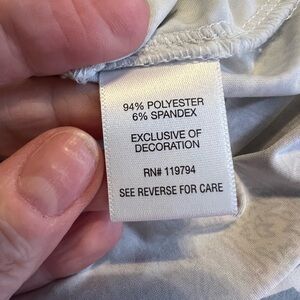 94% POLYESTER
6% SPANDEX
EXCLUSIVE OF
DECORATION
RN# 119794
SEE REVERSE FOR CARE